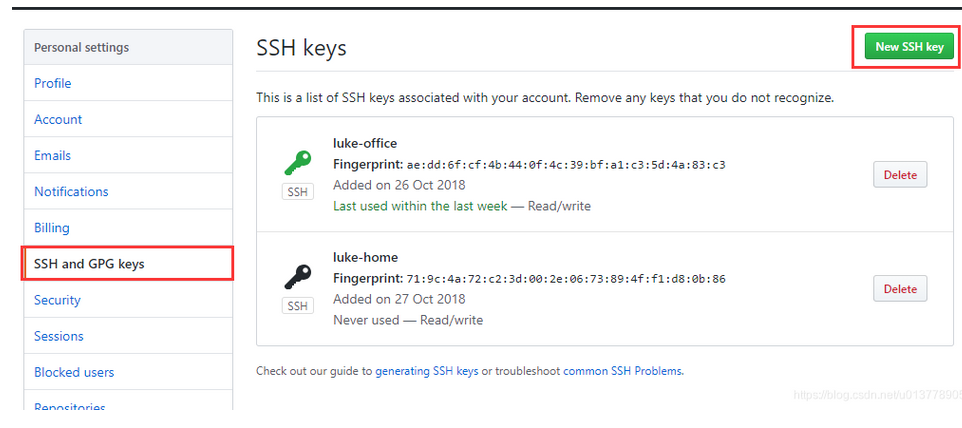 Personal settings
Profile
Account
Emails
Notifications
Billing
SSH and GPG keys
Security
Sessions
Blocked users
Repositories
SSH keys
New SSH key
This is a list of SSH keys associated with your account. Remove any keys that you do not recognize.
luke-office
Fingerprint: ae:dd:6f:cf:4b:44:0f:4c:39:bf:a1:c3:5d:4a:83:c3
SSH
Added on 26 Oct 2018
Last used within the last week — Read/write
Delete
luke-home
Fingerprint: 71:9c:4a:72:c2:3d:00:2e:06:73:89:4f:f1:d8:0b:86
SSH
Added on 27 Oct 2018
Never used — Read/write
Delete
Check out our guide to generating SSH keys or troubleshoot common SSH Problems.
https://blog.csdn.net/u013778905